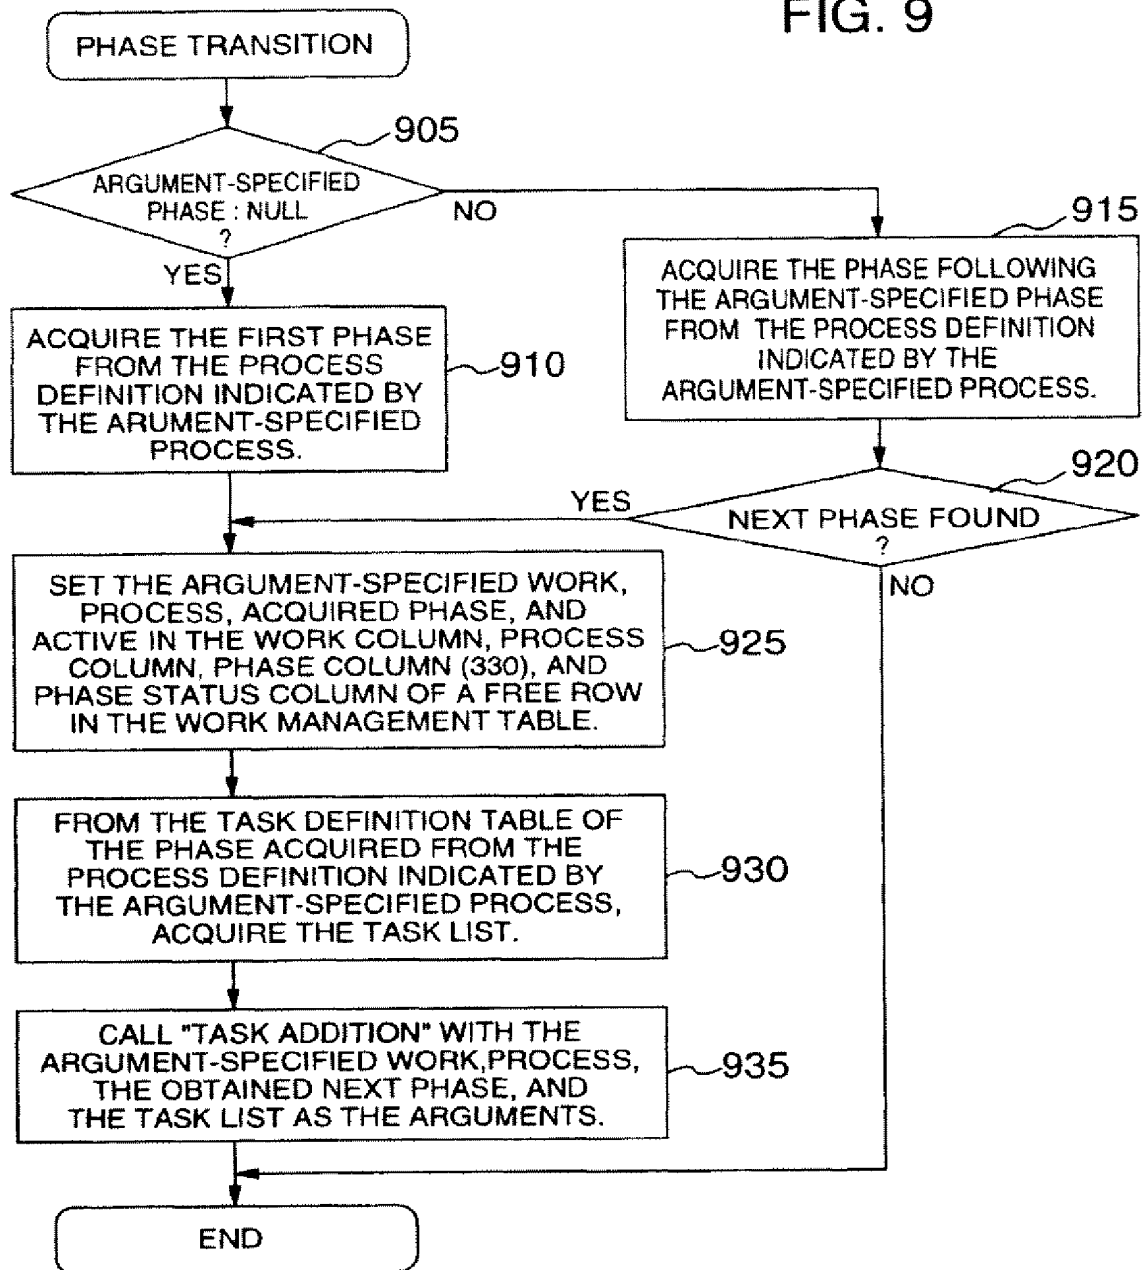 FIG. 9
PHASE TRANSITION
905
ARGUMENT-SPECIFIED
PHASE : NULL
?
NO
YES
915
ACQUIRE THE PHASE FOLLOWING
THE ARGUMENT-SPECIFIED PHASE
FROM THE PROCESS DEFINITION
INDICATED BY THE
ARGUMENT-SPECIFIED PROCESS.
ACQUIRE THE FIRST PHASE
FROM THE PROCESS
DEFINITION INDICATED BY
THE ARUMENT-SPECIFIED
PROCESS.
910
920
NEXT PHASE FOUND
?
YES
NO
SET THE ARGUMENT-SPECIFIED WORK,
PROCESS, ACQUIRED PHASE, AND
ACTIVE IN THE WORK COLUMN, PROCESS
COLUMN, PHASE COLUMN (330), AND
PHASE STATUS COLUMN OF A FREE ROW
IN THE WORK MANAGEMENT TABLE.
925
FROM THE TASK DEFINITION TABLE OF
THE PHASE ACQUIRED FROM THE
PROCESS DEFINITION INDICATED BY
THE ARGUMENT-SPECIFIED PROCESS,
ACQUIRE THE TASK LIST.
930
CALL "TASK ADDITION" WITH THE
ARGUMENT-SPECIFIED WORK,PROCESS,
THE OBTAINED NEXT PHASE, AND
THE TASK LIST AS THE ARGUMENTS.
935
END